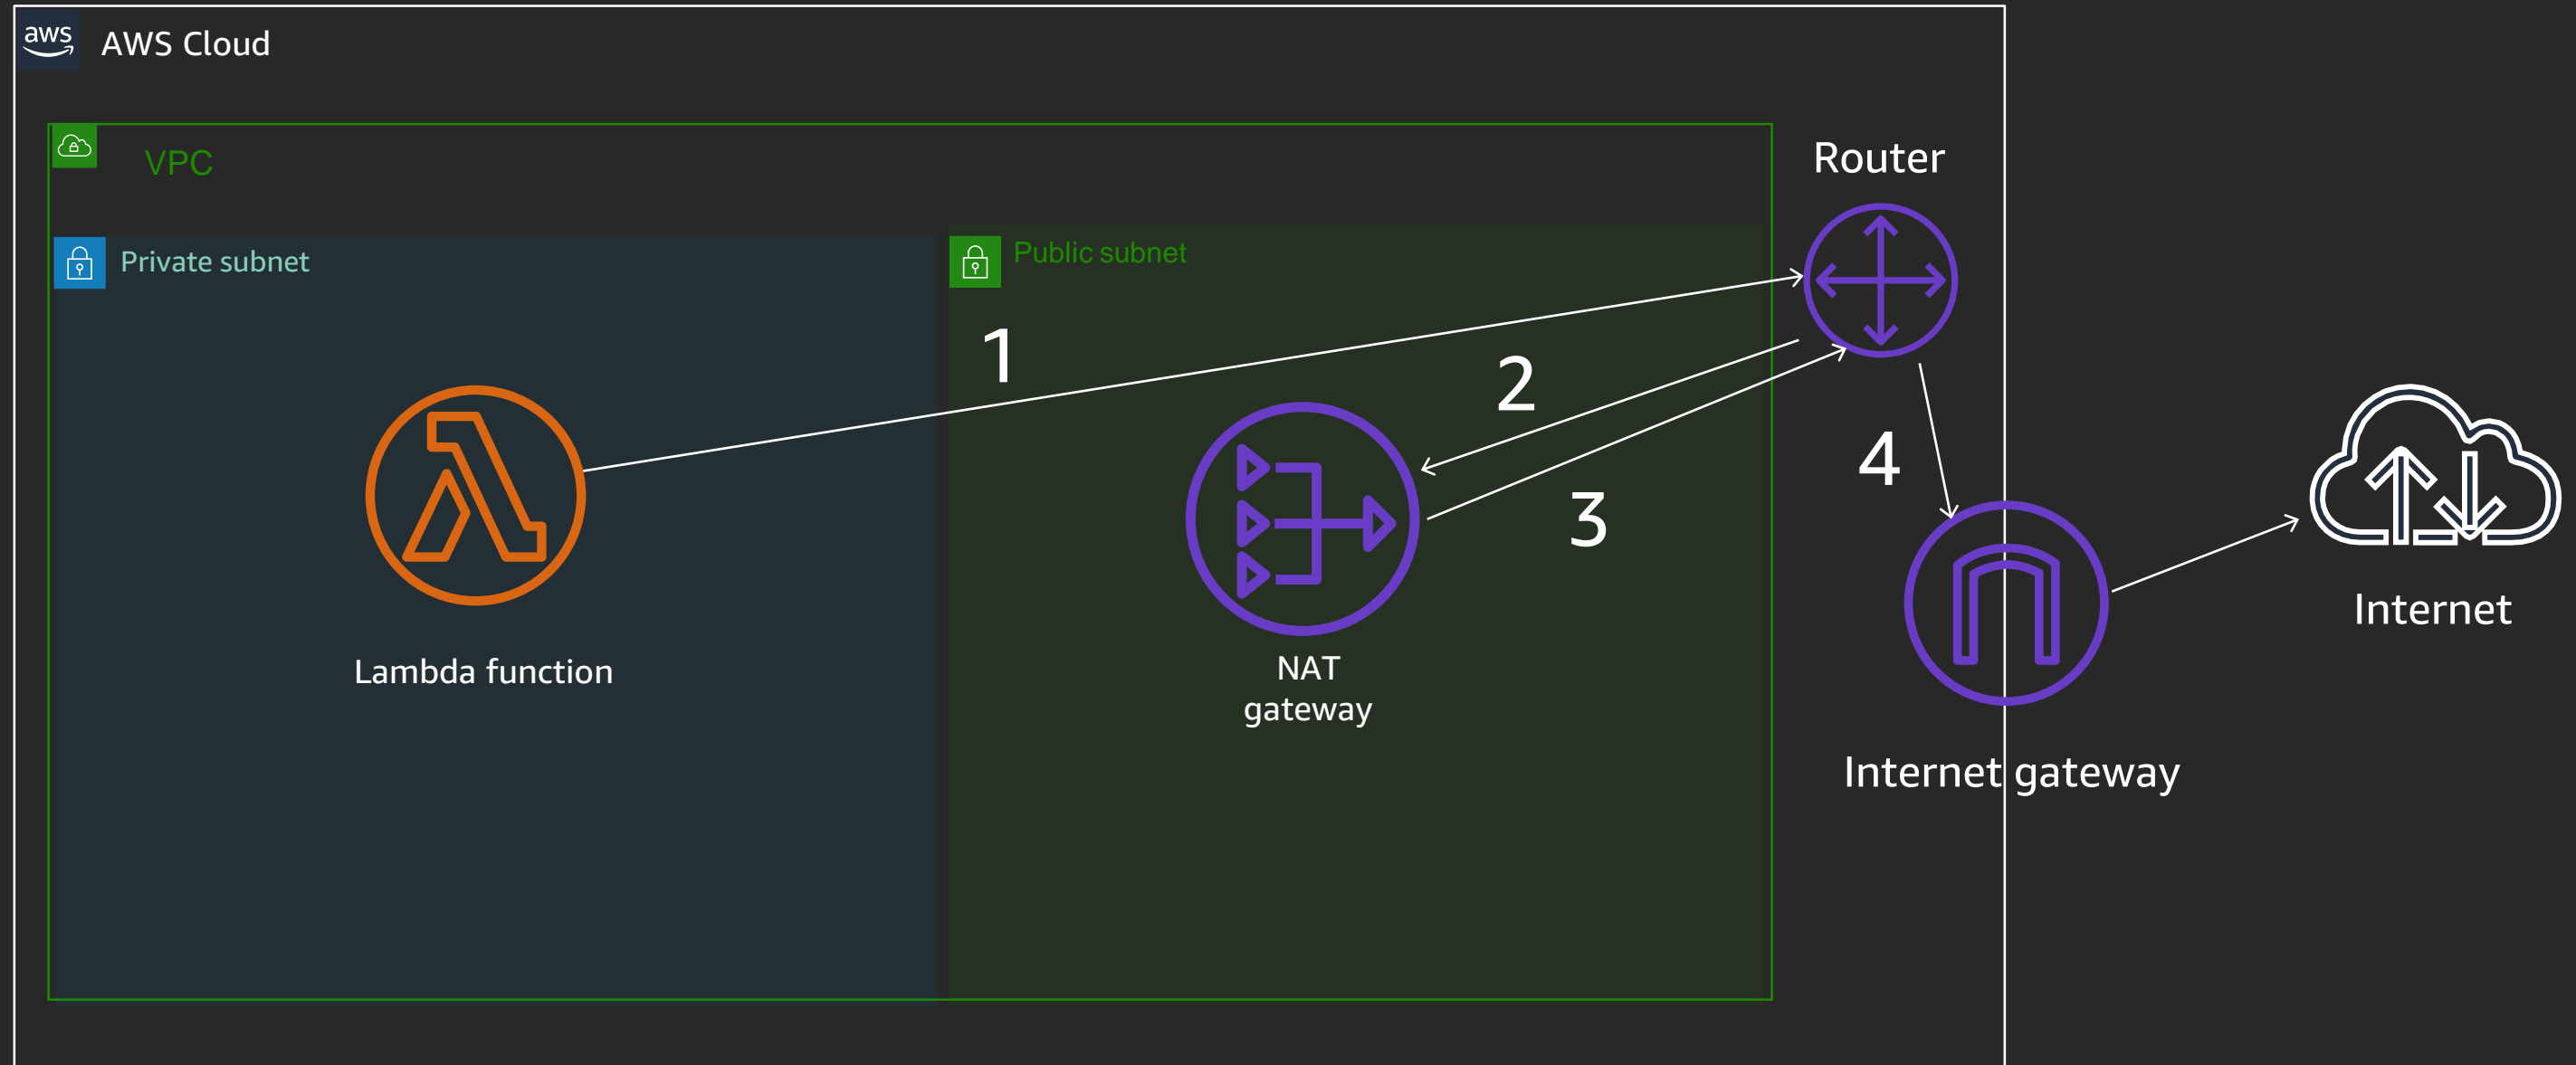 aws
AWS Cloud
VPC
Router
Private subnet
Public subnet
1
2
3
4
Lambda function
NAT
gateway
Internet gateway
Internet